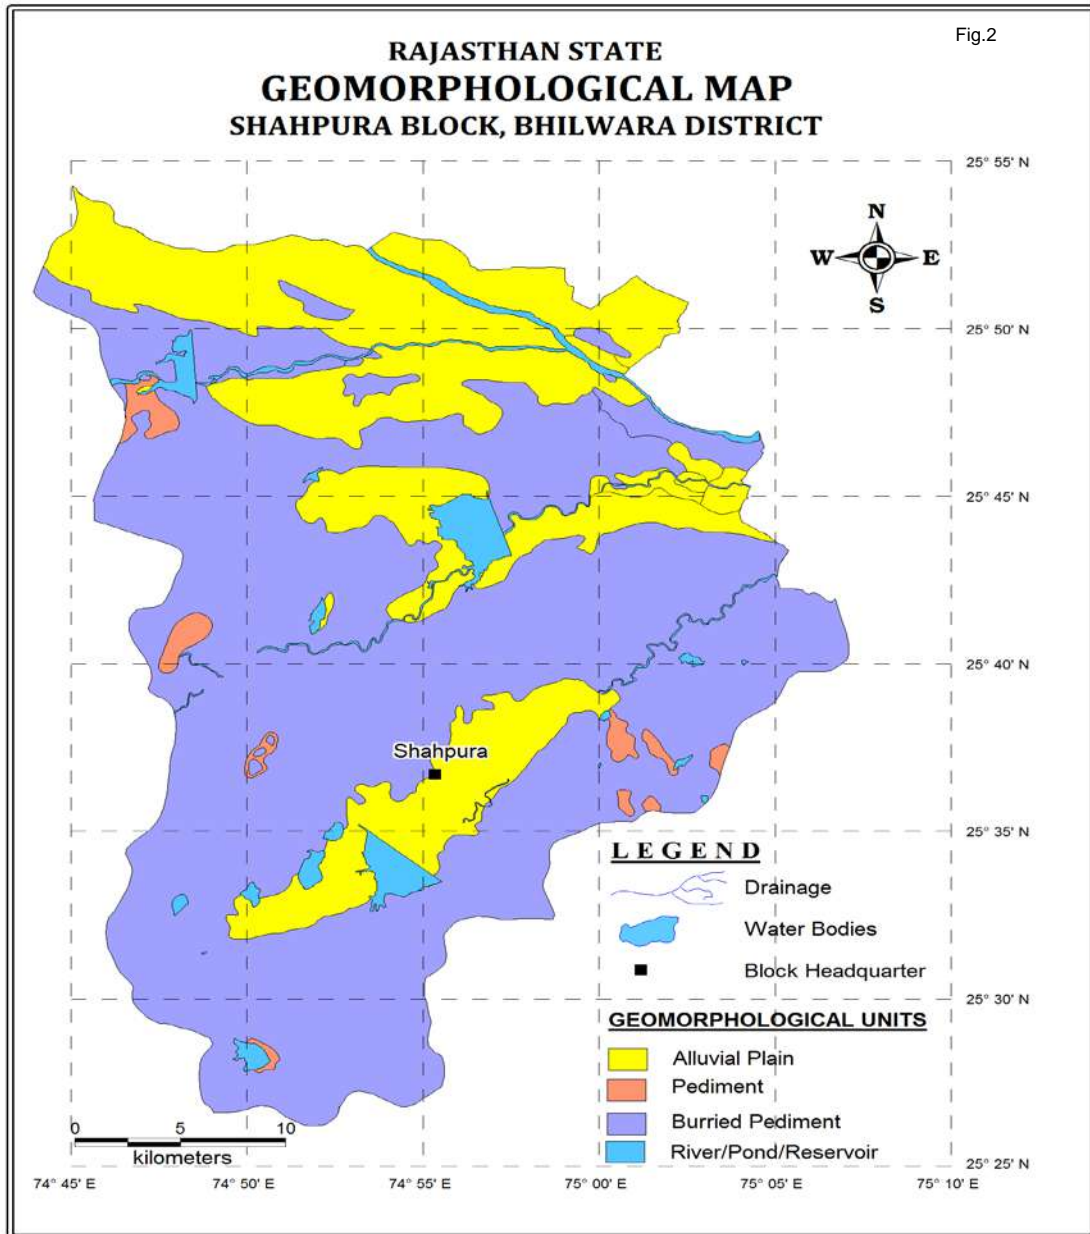 Fig.2
RAJASTHAN STATE
GEOMORPHOLOGICAL MAP
SHAHPURA BLOCK, BHILWARA DISTRICT
25° 55' N
N
W E
S
25° 50' N
25° 45' N
25° 40' N
Shahpura
25° 35' N
LEGEND
Drainage
Water Bodies
Block Headquarter
25° 30' N
GEOMORPHOLOGICAL UNITS
Alluvial Plain
Pediment
Burried Pediment
River/Pond/Reservoir
0 5 10
kilometers
25° 25' N
74° 45' E 74° 50' E 74° 55' E 75° 00' E 75° 05' E 75° 10' E